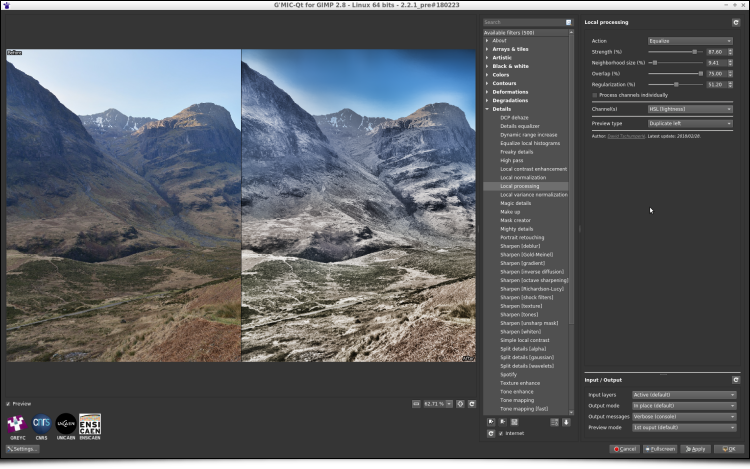 G'MIC-Qt for GIMP 2.8 - Linux 64 bits - 2.2.1_pre#180223
Before
After
Preview
62.71 %
GREYC
CNRS
UNICAEN
ENSICAEN
Settings...
Search
Available filters (500)
About
Arrays & tiles
Artistic
Black & white
Colors
Contours
Deformations
Degradations
Details
DCP dehaze
Details equalizer
Dynamic range increase
Equalize local histograms
Freaky details
High pass
Local contrast enhancement
Local normalization
Local processing
Local variance normalization
Magic details
Make up
Mask creator
Mighty details
Portrait retouching
Sharpen [deblur]
Sharpen [Gold-Meinel]
Sharpen [gradient]
Sharpen [inverse diffusion]
Sharpen [octave sharpening]
Sharpen [Richardson-Lucy]
Sharpen [shock filters]
Sharpen [texture]
Sharpen [tones]
Sharpen [unsharp mask]
Sharpen [whiten]
Simple local contrast
Split details [alpha]
Split details [gaussian]
Split details [wavelets]
Spotify
Texture enhance
Tone enhance
Tone mapping
Tone mapping [fast]
Internet
Local processing
Action Equalize
Strength (%) 87.60
Neighborhood size (%) 9.41
Overlap (%) 75.00
Regularization (%) 51.20
Process channels individually
Channel(s) HSL [lightness]
Preview type Duplicate left
Author: David Tschumperlé. Latest update: 2018/02/28.
Input / Output
Input layers Active (default)
Output mode In place (default)
Output messages Verbose (console)
Preview mode 1st ouput (default)
Cancel
Fullscreen
Apply
OK